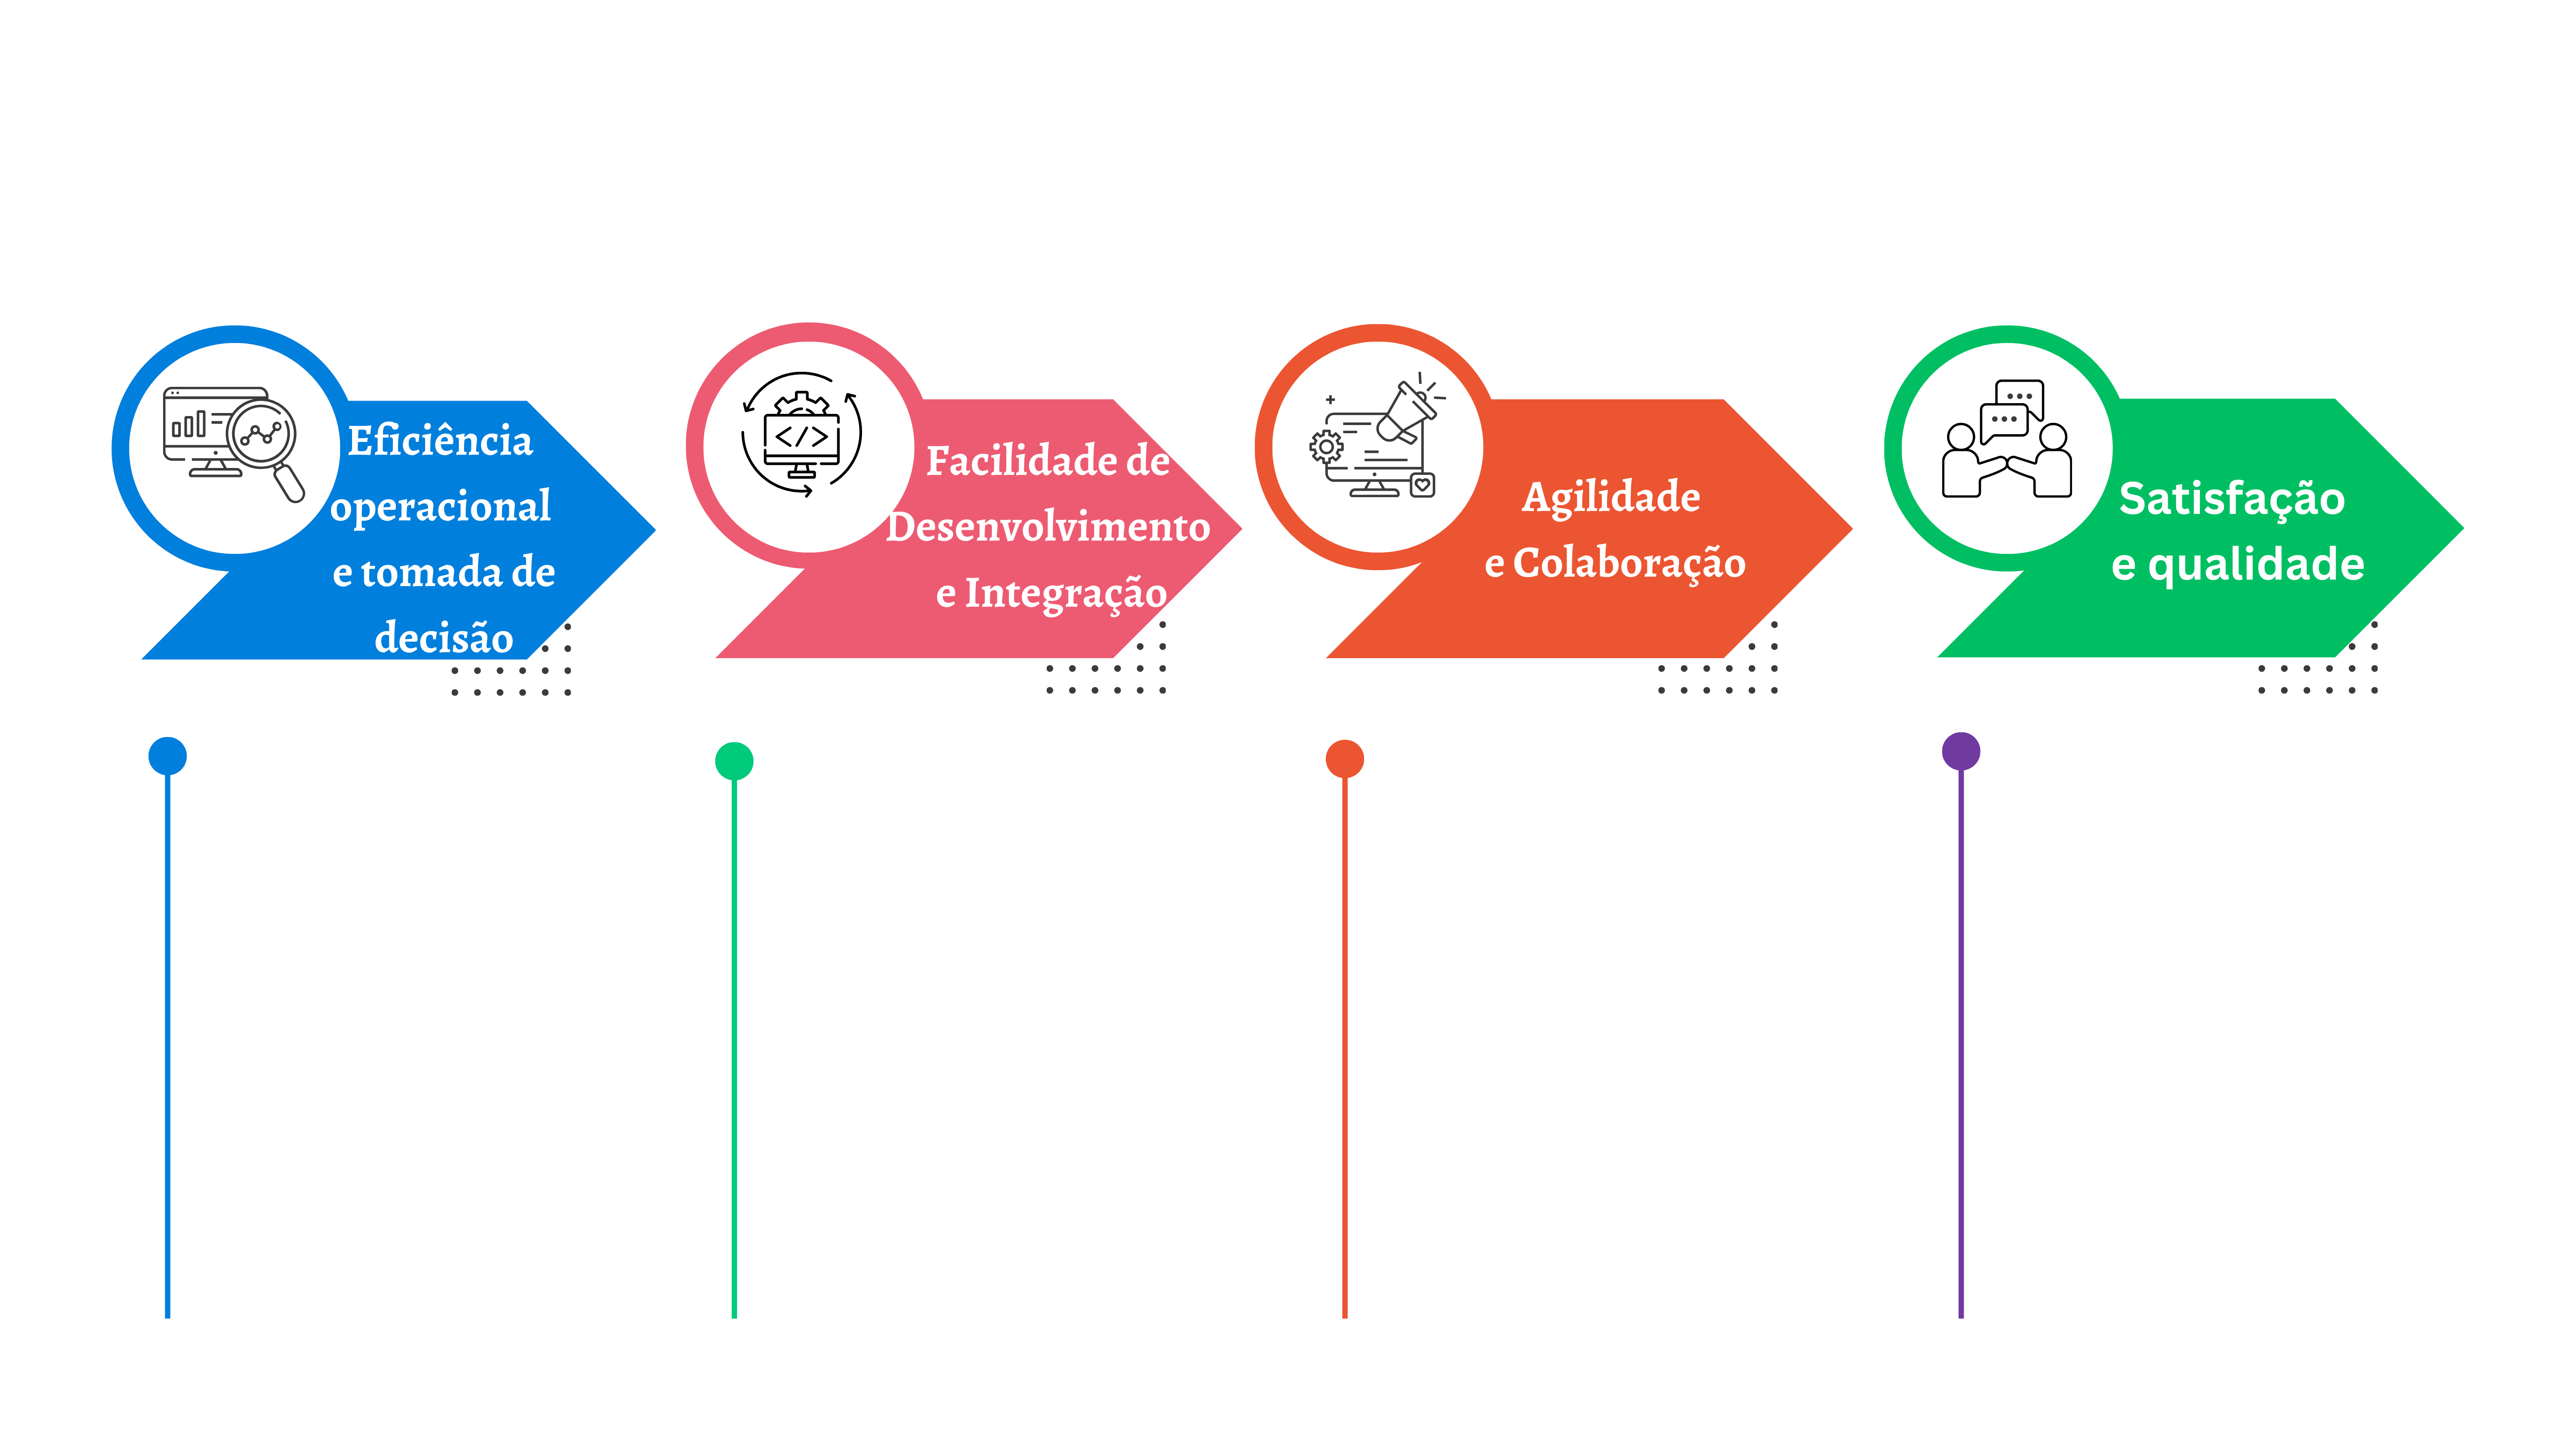 Eficiência
operacional
e tomada de
decisão
Facilidade de
Desenvolvimento
e Integração
Agilidade
e Colaboração
Satisfação
e qualidade